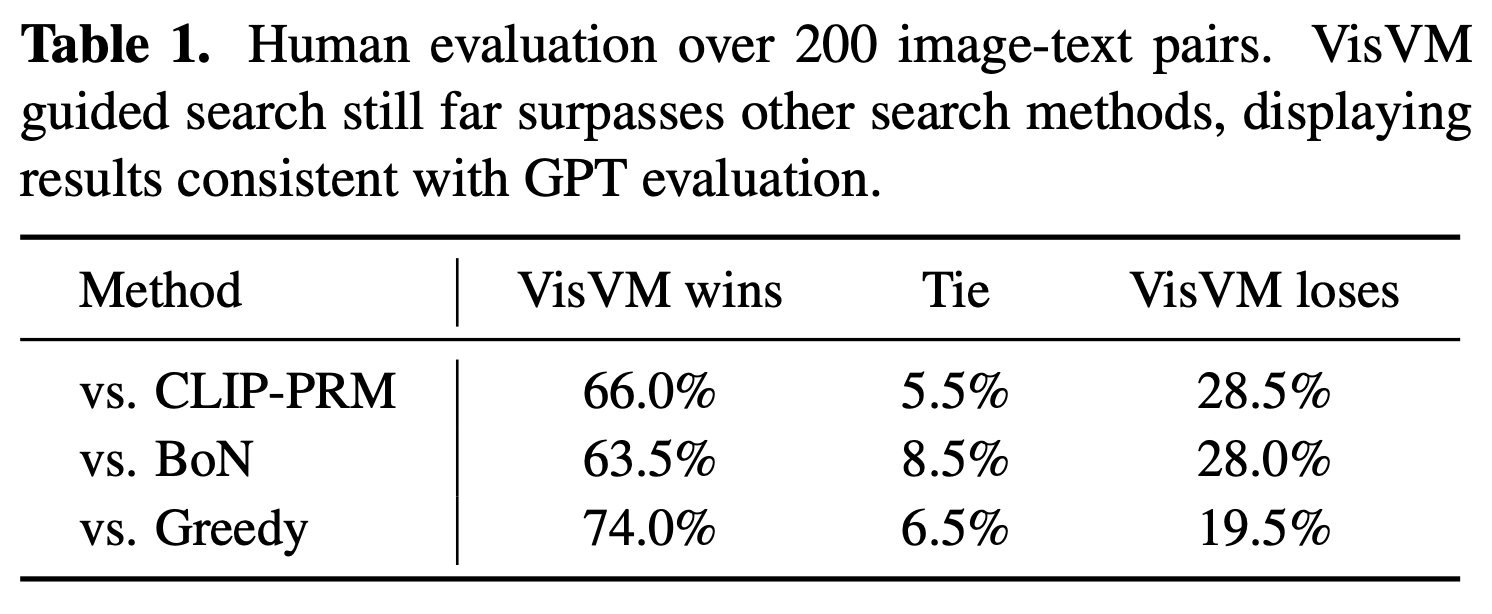 Table 1. Human evaluation over 200 image-text pairs. VisVM
guided search still far surpasses other search methods, displaying
results consistent with GPT evaluation.
Method VisVM wins Tie VisVM loses
vs. CLIP-PRM 66.0% 5.5% 28.5%
vs. BoN 63.5% 8.5% 28.0%
vs. Greedy 74.0% 6.5% 19.5%